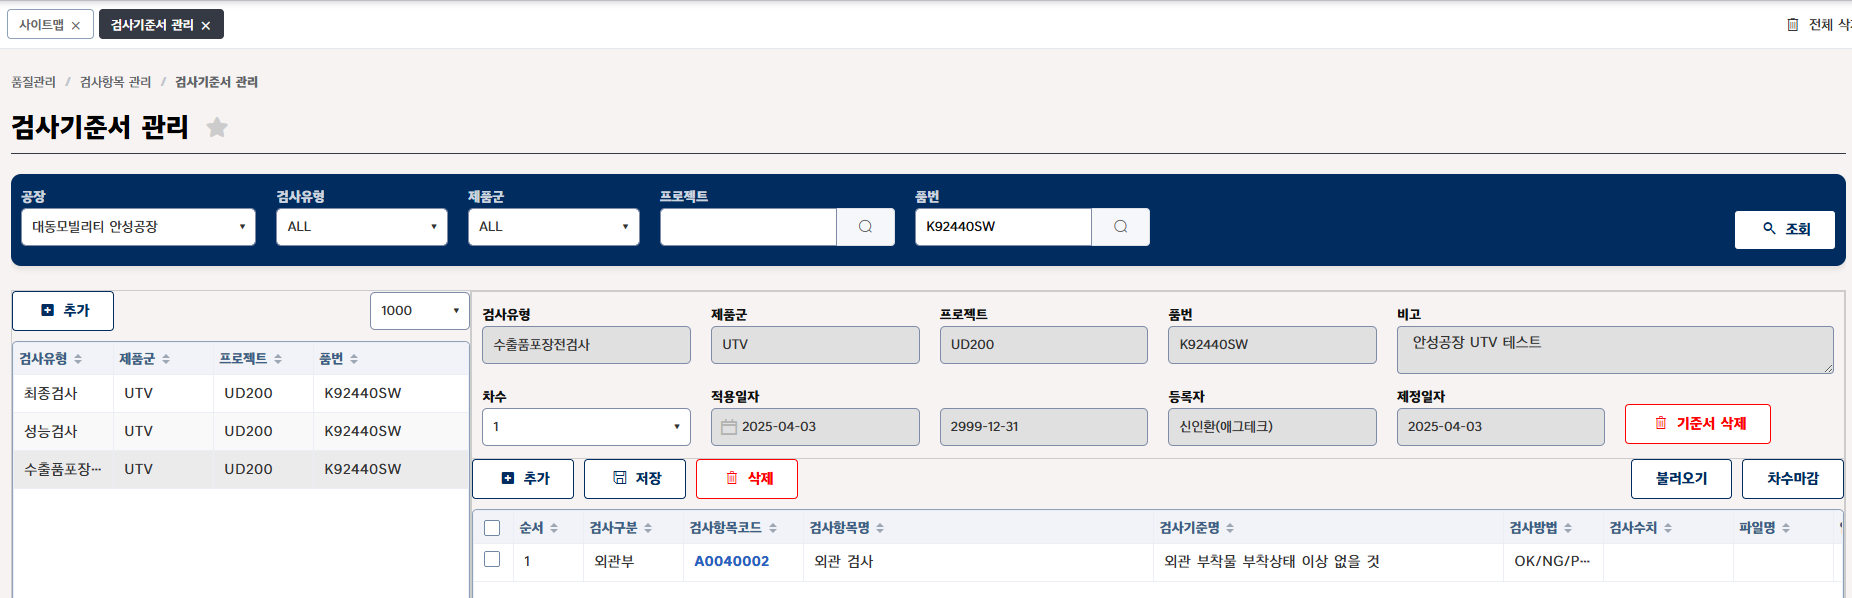 사이트맵 ×
검사기준서 관리 ×
전체 삭
품질관리 / 검사항목 관리 / 검사기준서 관리
검사기준서 관리
공장 검사유형 제품군 프로젝트 품번
대동모빌리티 안성공장 ALL ALL K92440SW 조회
추가 1000
검사유형 제품군 프로젝트 품번
최종검사 UTV UD200 K92440SW
성능검사 UTV UD200 K92440SW
수출품포장… UTV UD200 K92440SW
검사유형 제품군 프로젝트 품번 비고
수출품포장전검사 UTV UD200 K92440SW 안성공장 UTV 테스트
차수 적용일자 등록자 제정일자
1 2025-04-03 2999-12-31 신인환(애그테크) 2025-04-03 기준서 삭제
추가 저장 삭제 불러오기 차수마감
순서 검사구분 검사항목코드 검사항목명 검사기준명 검사방법 검사수치 파일명
1 외관부 A0040002 외관 검사 외관 부착물 부착상태 이상 없을 것 OK/NG/P…